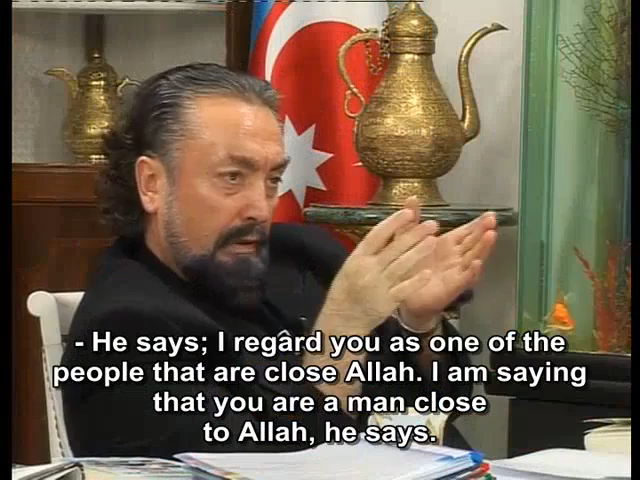 - He says; I regard you as one of the
people that are close Allah. I am saying
that you are a man close
to Allah, he says.